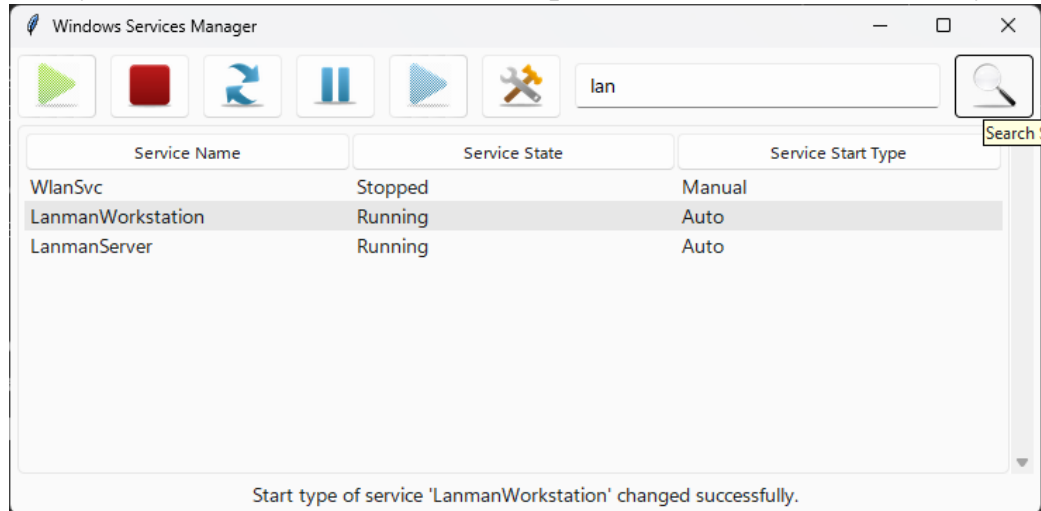 Windows Services Manager
lan
Search
Service Name Service State Service Start Type
WlanSvc Stopped Manual
LanmanWorkstation Running Auto
LanmanServer Running Auto
Start type of service 'LanmanWorkstation' changed successfully.